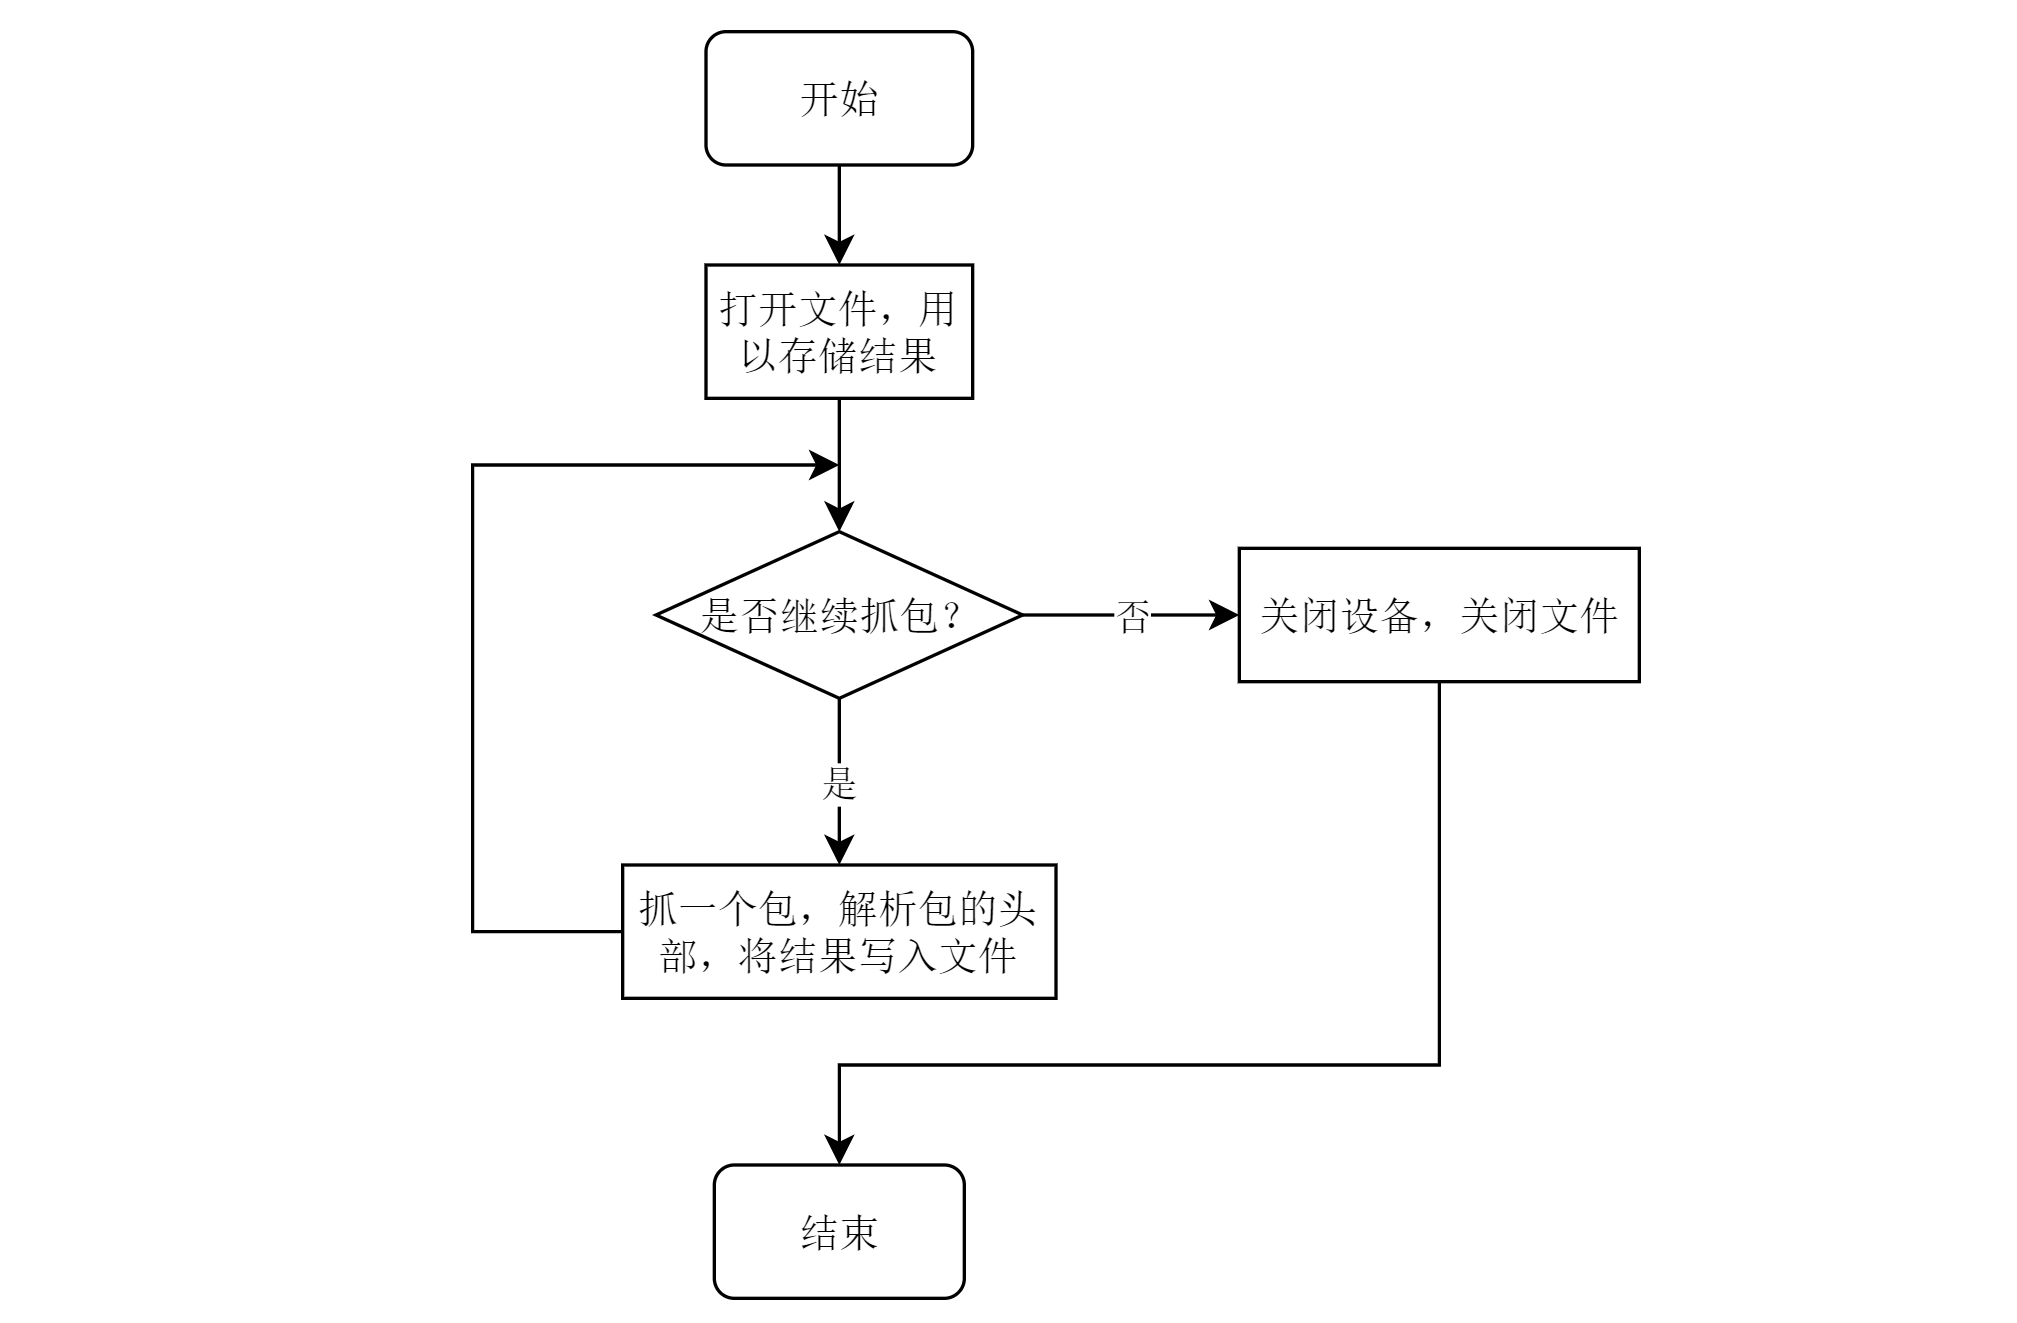 开始
打开文件，用
以存储结果
是否继续抓包？
否
关闭设备，关闭文件
是
抓一个包，解析包的头
部，将结果写入文件
结束